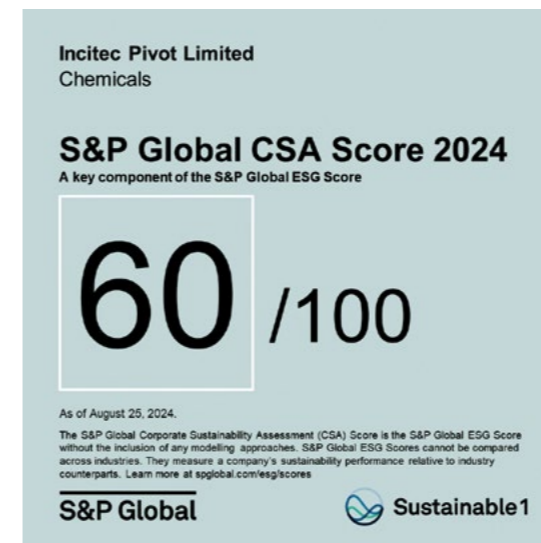 Incitec Pivot Limited
Chemicals
S&P Global CSA Score 2024
A key component of the S&P Global ESG Score
60 /100
As of August 25, 2024.
The S&P Global Corporate Sustainability Assessment (CSA) Score is the S&P Global ESG Score
without the inclusion of any modelling approaches. S&P Global ESG Scores cannot be compared
across industries. They measure a company's sustainability performance relative to industry
counterparts. Learn more at spglobal.com/esg/scores
S&P Global
Sustainable1